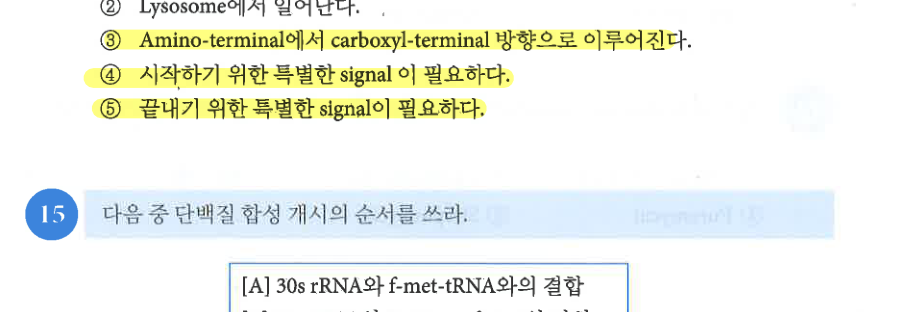 ② Lysosome에서 일어난다.
③ Amino-terminal에서 carboxyl-terminal 방향으로 이루어진다.
④ 시작하기 위한 특별한 signal 이 필요하다.
⑤ 끝내기 위한 특별한 signal이 필요하다.
15 다음 중 단백질 합성 개시의 순서를 쓰라.
[A] 30s rRNA와 f-met-tRNA와의 결합